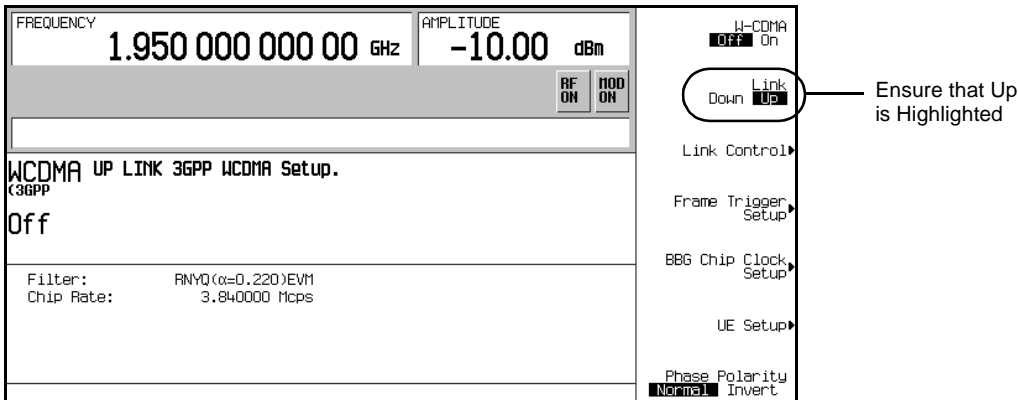 FREQUENCY
1.950 000 000 00 GHz
AMPLITUDE
-10.00 dBm
RF ON
MOD ON
WCDMA UP LINK 3GPP WCDMA Setup.
(3GPP
Off
Filter: RNYQ(α=0.220)EVM
Chip Rate: 3.840000 Mcps
W-CDMA
Off On
Link
Down Up
Link Control
Frame Trigger
Setup
BBG Chip Clock
Setup
UE Setup
Phase Polarity
Normal Invert
Ensure that Up
is Highlighted